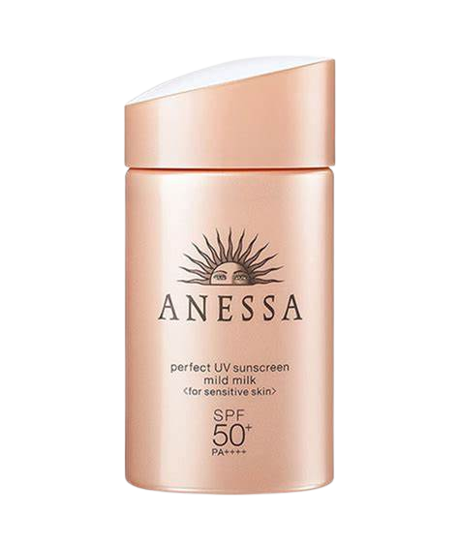 ANESSA
perfect UV sunscreen
mild milk
<for sensitive skin>
SPF
50+
PA++++